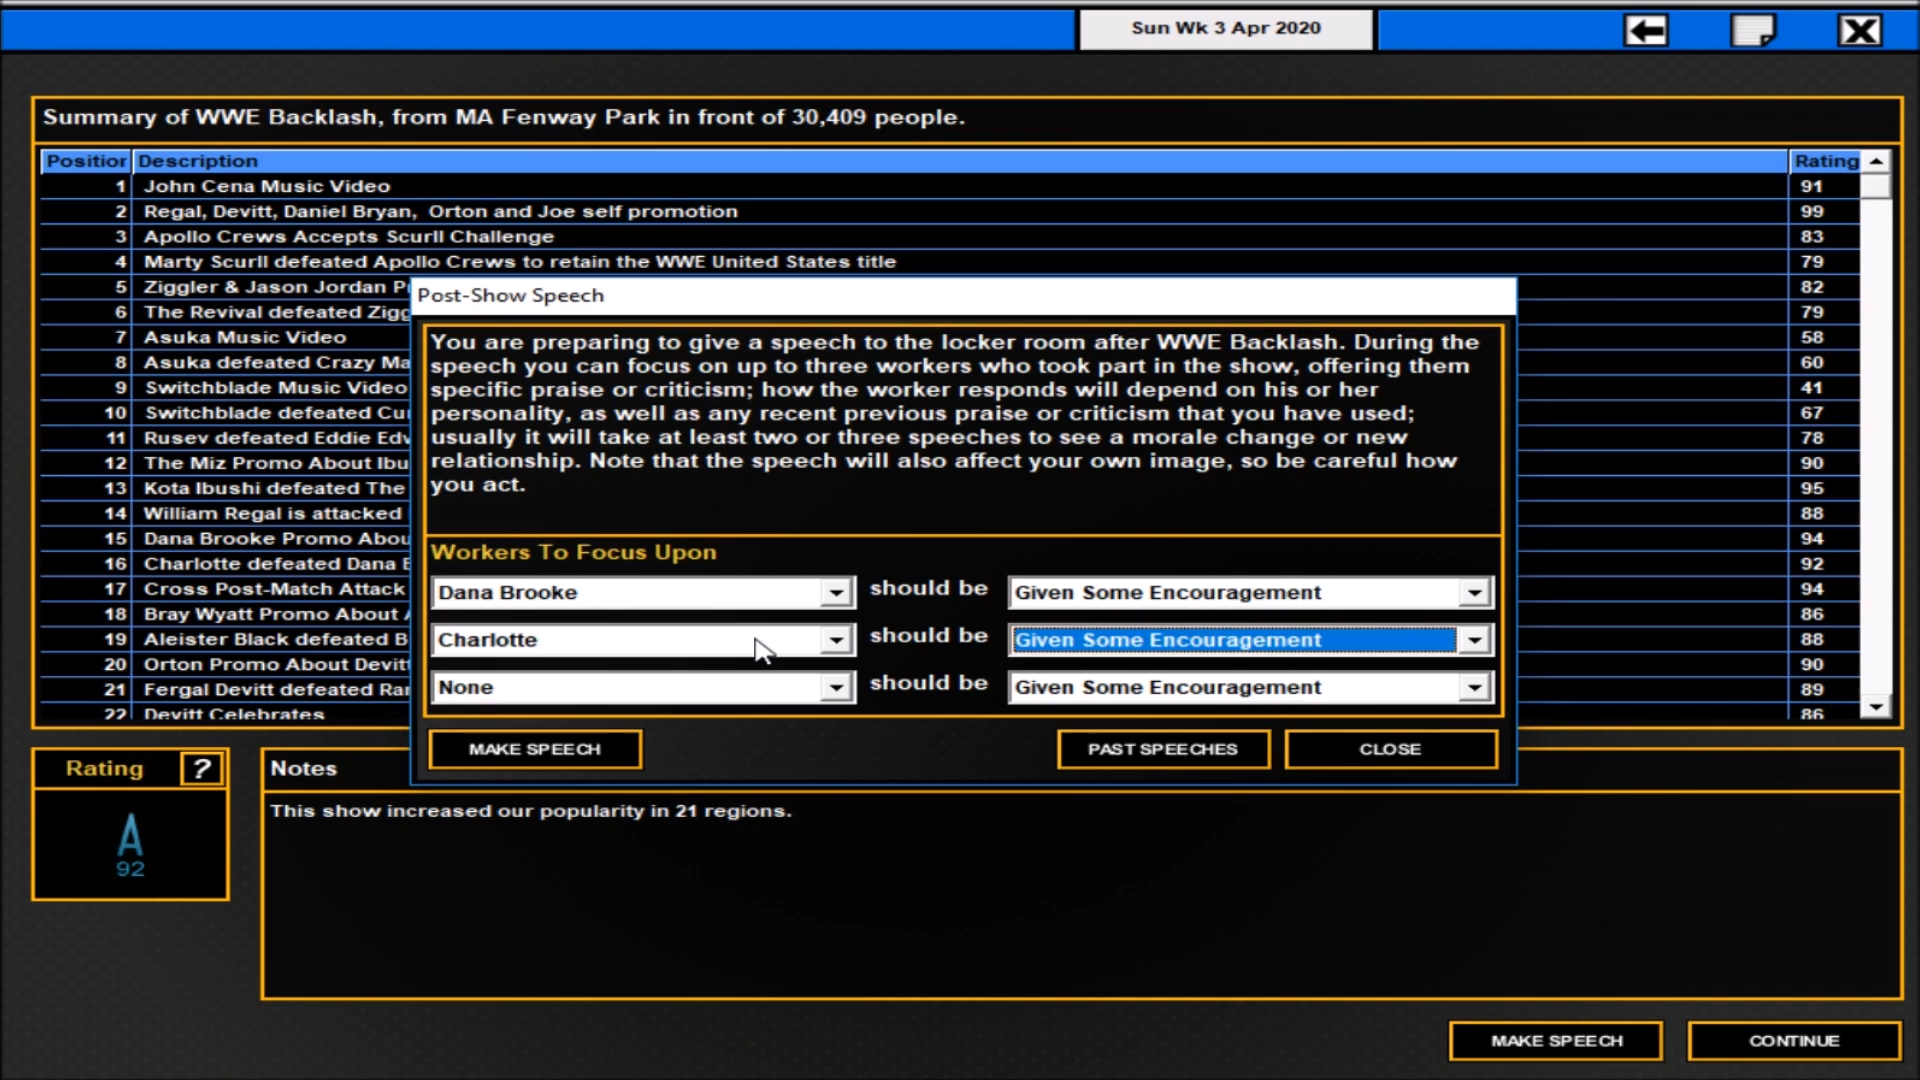 Sun Wk 3 Apr 2020
Summary of WWE Backlash, from MA Fenway Park in front of 30,409 people.
Position Description Rating
1 John Cena Music Video 91
2 Regal, Devitt, Daniel Bryan, Orton and Joe self promotion 99
3 Apollo Crews Accepts Scurll Challenge 83
4 Marty Scurll defeated Apollo Crews to retain the WWE United States title 79
5 Ziggler & Jason Jordan 82
6 The Revival defeated 79
7 Asuka Music Video 58
8 Asuka defeated Crazy 60
9 Switchblade Music Video 41
10 Switchblade defeated 67
11 Rusev defeated Eddie 78
12 The Miz Promo About 90
13 Kota Ibushi defeated The 95
14 William Regal is attacked 88
15 Dana Brooke Promo 94
16 Charlotte defeated Dana 92
17 Cross Post-Match Attack 94
18 Bray Wyatt Promo About 86
19 Aleister Black defeated 88
20 Orton Promo About 90
21 Fergal Devitt defeated 89
22 Devitt Celebrates 86
Post-Show Speech
You are preparing to give a speech to the locker room after WWE Backlash. During the
speech you can focus on up to three workers who took part in the show, offering them
specific praise or criticism; how the worker responds will depend on his or her
personality, as well as any recent previous praise or criticism that you have used;
usually it will take at least two or three speeches to see a morale change or new
relationship. Note that the speech will also affect your own image, so be careful how
you act.
Workers To Focus Upon
Dana Brooke should be Given Some Encouragement
Charlotte should be Given Some Encouragement
None should be Given Some Encouragement
MAKE SPEECH PAST SPEECHES CLOSE
Rating ?
A
92
Notes
This show increased our popularity in 21 regions.
MAKE SPEECH CONTINUE